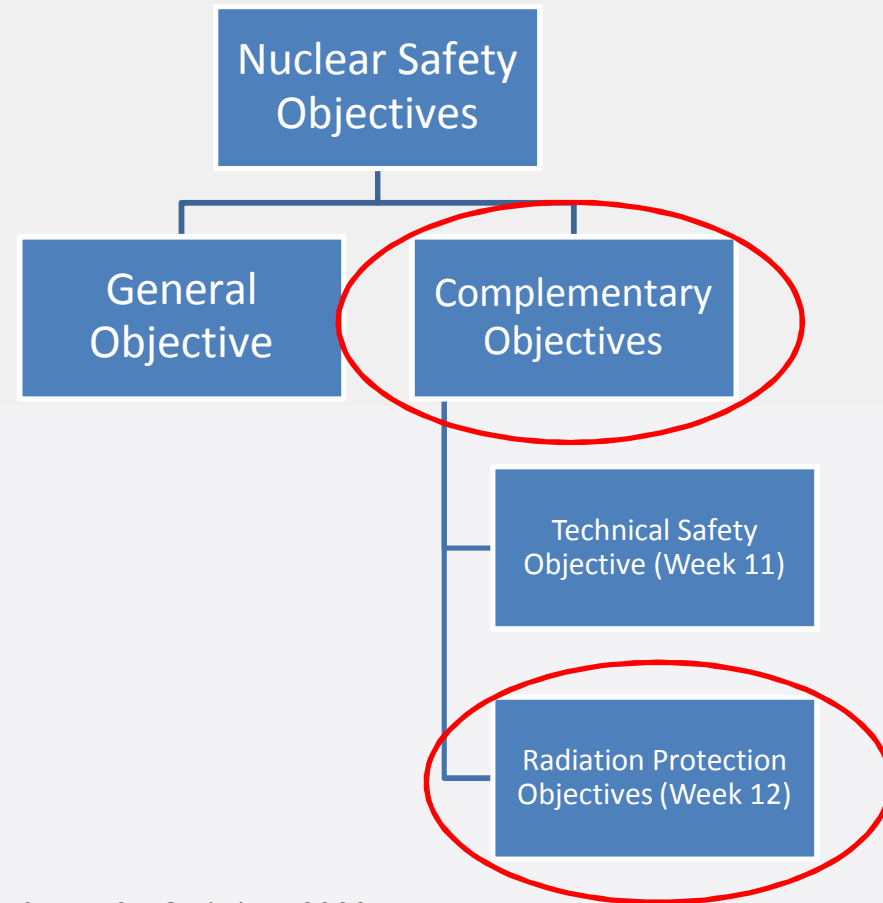 Nuclear Safety
Objectives
General
Objective
Complementary
Objectives
Technical Safety
Objective (Week 11)
Radiation Protection
Objectives (Week 12)